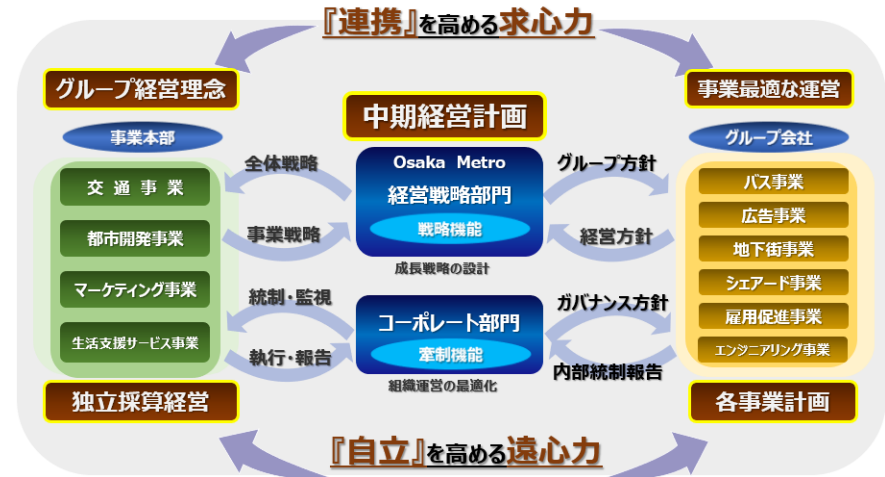 『連携』を高める求心力
グループ経営理念
事業最適な運営
中期経営計画
事業本部
グループ会社
交通事業
都市開発事業
マーケティング事業
生活支援サービス事業
全体戦略
事業戦略
統制・監視
執行・報告
Osaka Metro
経営戦略部門
戦略機能
成長戦略の設計
コーポレート部門
牽制機能
組織運営の最適化
グループ方針
経営方針
ガバナンス方針
内部統制報告
バス事業
広告事業
地下街事業
シェアード事業
雇用促進事業
エンジニアリング事業
独立採算経営
各事業計画
『自立』を高める遠心力